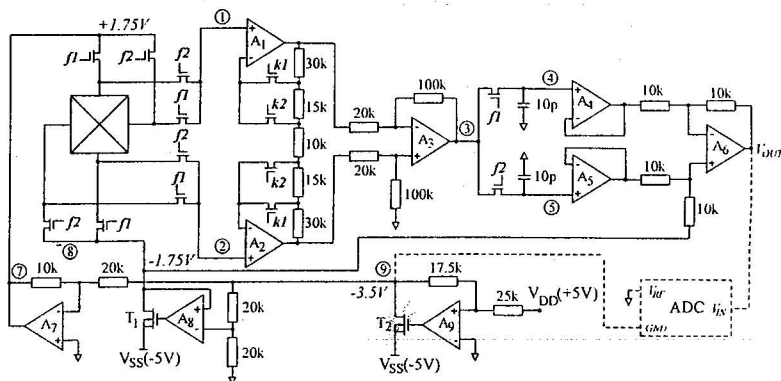 ①
+1.75V
f1
f2
f2
+
A1
-
k1
30k
f1
k2
15k
100k
④
10k
10k
20k
10k
③
f1
10p
+
A4
-
f2
k2
15k
20k
-
A3
+
-
A6
+
VOUT
f1
k1
30k
100k
f2
10p
-
A5
+
10k
⑤
10k
f2
f1
②
-
A2
+
-⑧
-1.75V
⑦
10k
20k
⑨
17.5k
-3.5V
VDD(+5V)
25k
VRF
ADC
VIN
GND
-
A7
+
T1
+
A8
-
20k
20k
T2
+
A9
-
VSS(-5V)
VSS(-5V)